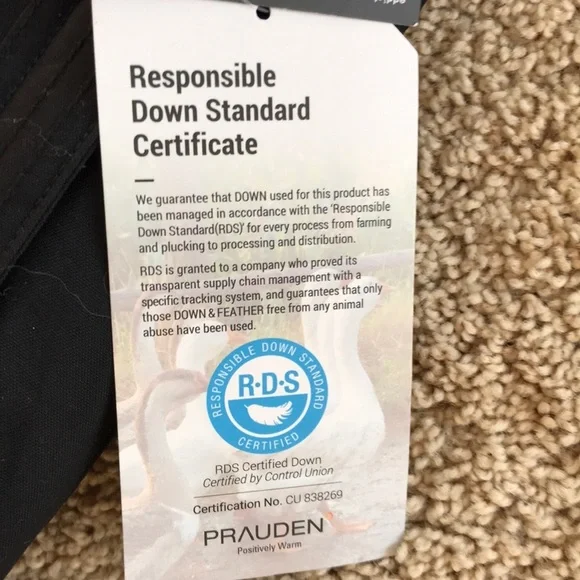 Responsible
Down Standard
Certificate
We guarantee that DOWN used for this product has
been managed in accordance with the 'Responsible
Down Standard(RDS)' for every process from farming
and plucking to processing and distribution.
RDS is granted to a company who proved its
transparent supply chain management with a
specific tracking system, and guarantees that only
those DOWN & FEATHER free from any animal
abuse have been used.
RESPONSIBLE DOWN STANDARD
R·D·S
CERTIFIED
RDS Certified Down
Certified by Control Union
Certification No. CU 838269
PRAUDEN
Positively Warm